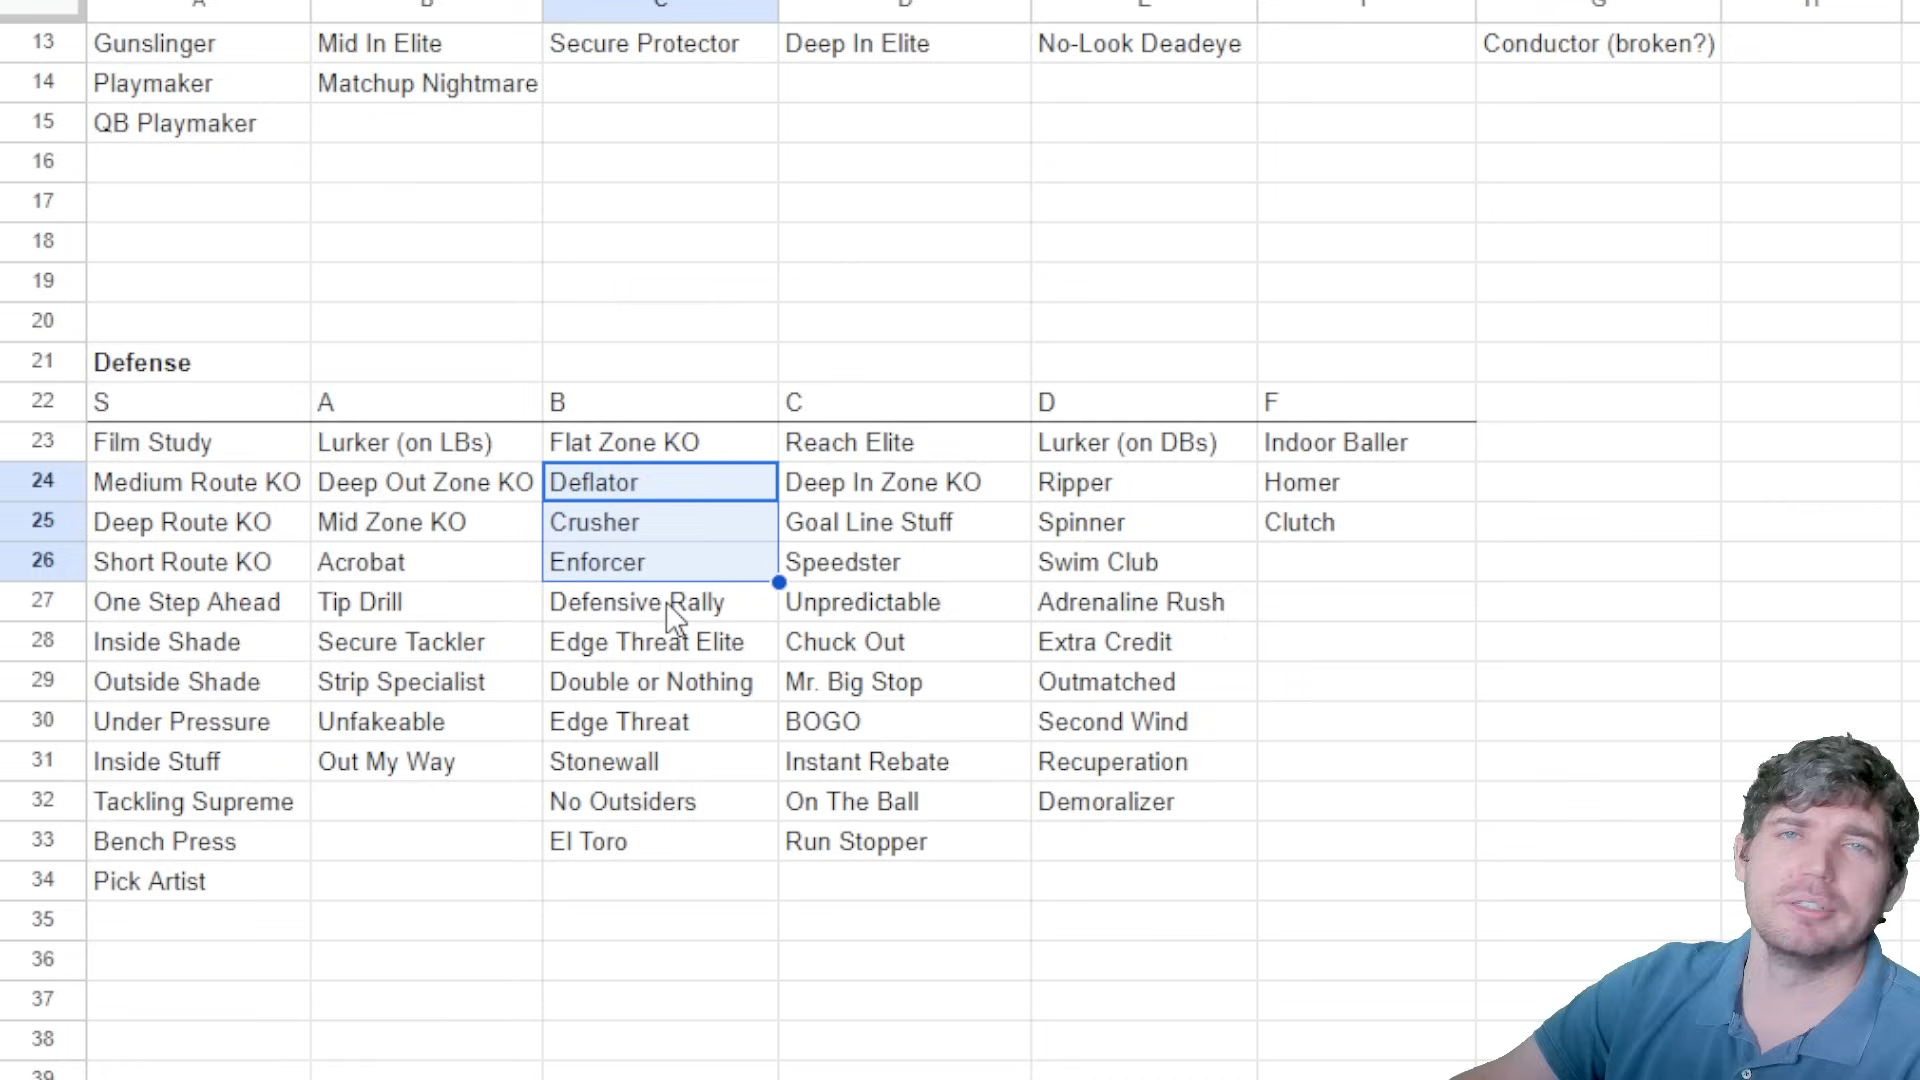 13 Gunslinger Mid In Elite Secure Protector Deep In Elite No-Look Deadeye Conductor (broken?)
14 Playmaker Matchup Nightmare
15 QB Playmaker
16
17
18
19
20
21 Defense
22 S A B C D F
23 Film Study Lurker (on LBs) Flat Zone KO Reach Elite Lurker (on DBs) Indoor Baller
24 Medium Route KO Deep Out Zone KO Deflator Deep In Zone KO Ripper Homer
25 Deep Route KO Mid Zone KO Crusher Goal Line Stuff Spinner Clutch
26 Short Route KO Acrobat Enforcer Speedster Swim Club
27 One Step Ahead Tip Drill Defensive Rally Unpredictable Adrenaline Rush
28 Inside Shade Secure Tackler Edge Threat Elite Chuck Out Extra Credit
29 Outside Shade Strip Specialist Double or Nothing Mr. Big Stop Outmatched
30 Under Pressure Unfakeable Edge Threat BOGO Second Wind
31 Inside Stuff Out My Way Stonewall Instant Rebate Recuperation
32 Tackling Supreme No Outsiders On The Ball Demoralizer
33 Bench Press El Toro Run Stopper
34 Pick Artist
35
36
37
38
39